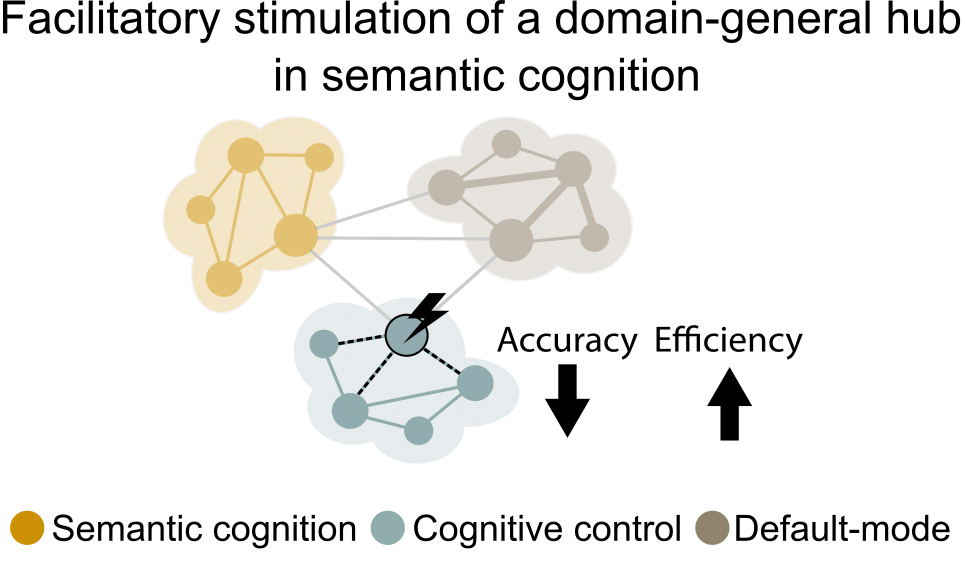 Facilitatory stimulation of a domain-general hub
in semantic cognition
Accuracy Efficiency
Semantic cognition Cognitive control Default-mode